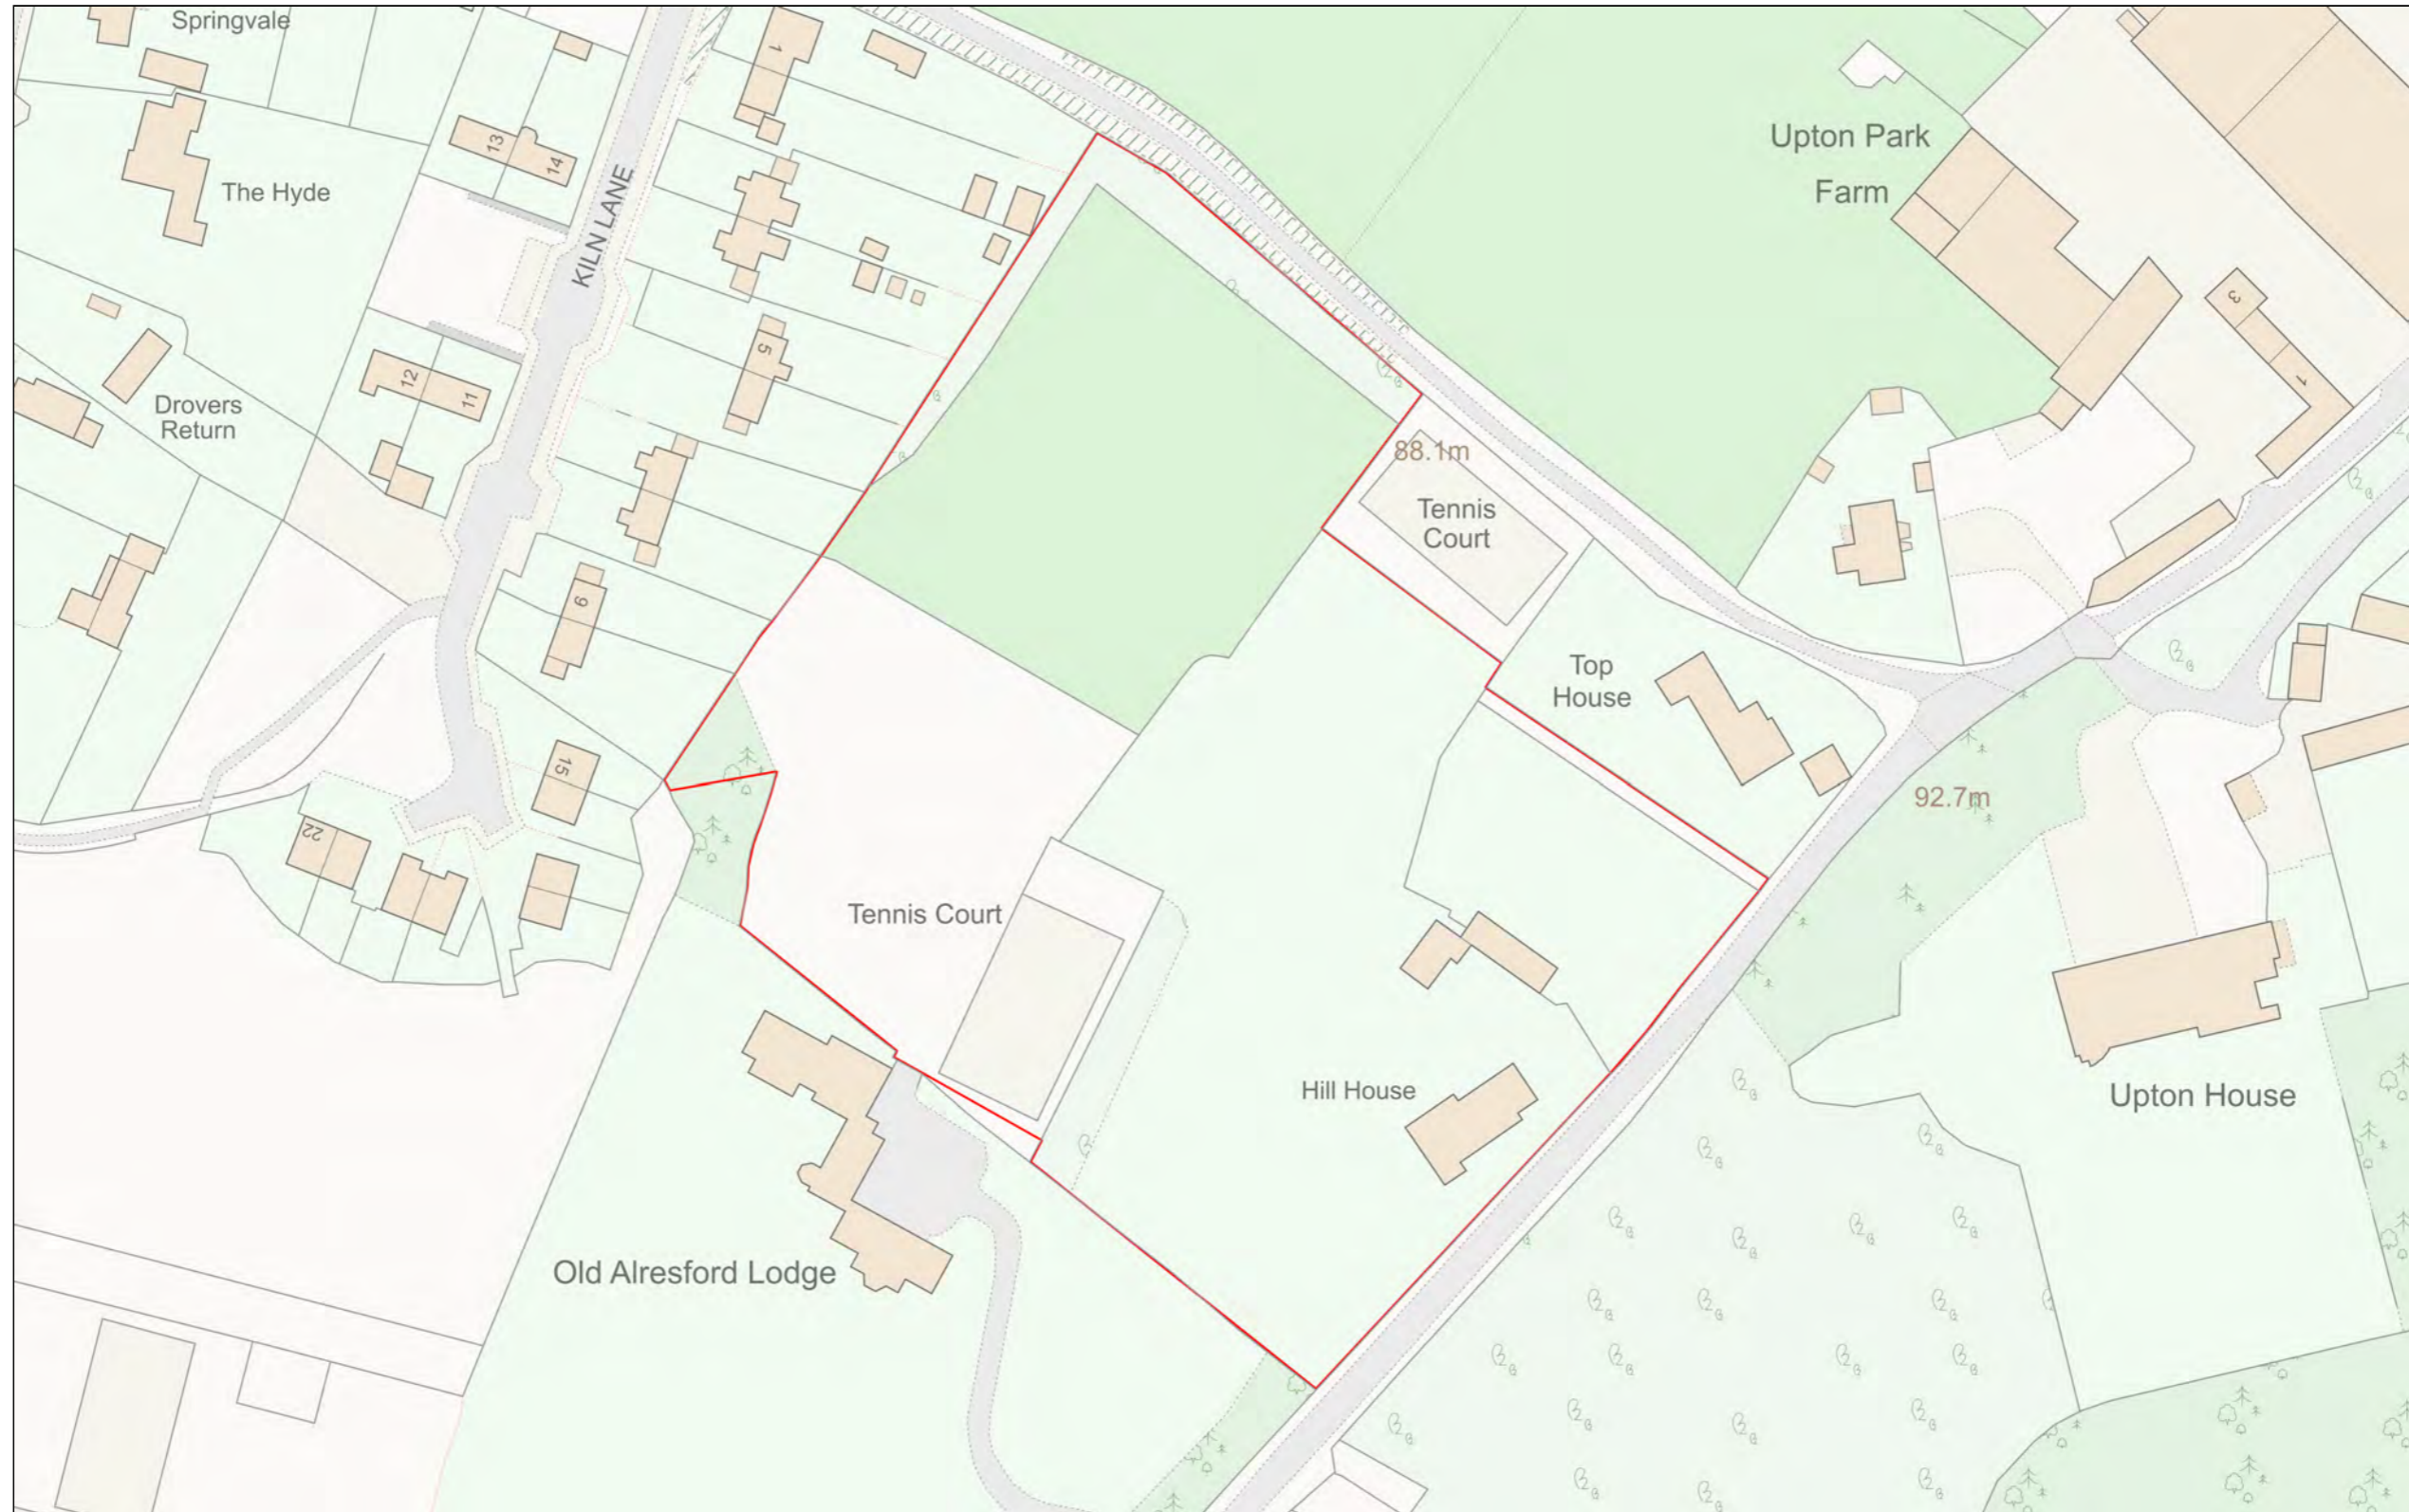 Springvale
1
13
14
The Hyde
KILN LANE
Upton Park
Farm
3
1
5
12
11
Drovers
Return
88.1m
Tennis
Court
9
Top
House
15
22
92.7m
Tennis Court
Hill House
Upton House
Old Alresford Lodge